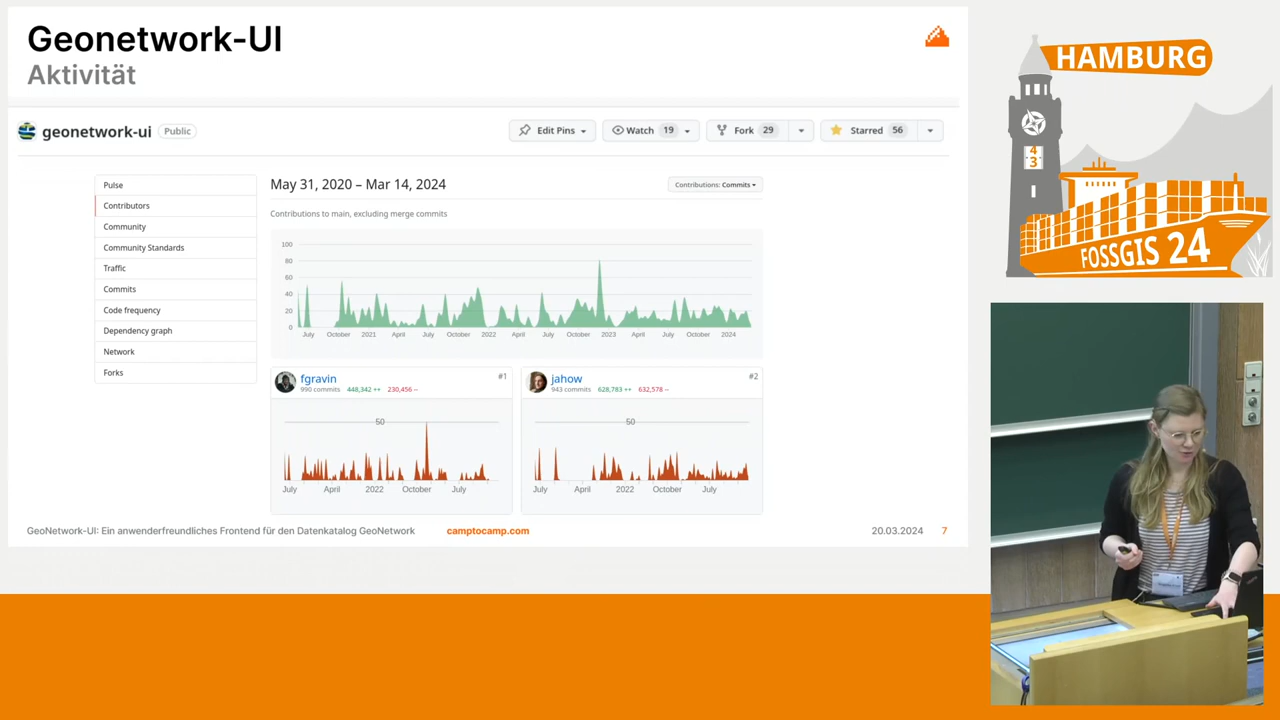 Geonetwork-UI
Aktivität
geonetwork-ui Public
Edit Pins
Watch 19
Fork 29
Starred 56
Pulse
Contributors
Community
Community Standards
Traffic
Commits
Code frequency
Dependency graph
Network
Forks
May 31, 2020 – Mar 14, 2024
Contributions: Commits
Contributions to main, excluding merge commits
100
80
60
40
20
0
July October 2021 April July October 2022 April July October 2023 April July October 2024
fgravin #1
990 commits 448,342 ++ 230,456 --
50
July April 2022 October July
jahow #2
943 commits 628,783 ++ 632,578 --
50
July April 2022 October July
GeoNetwork-UI: Ein anwenderfreundliches Frontend für den Datenkatalog GeoNetwork
camptocamp.com
20.03.2024 7
HAMBURG
4
3
FOSSGIS 24